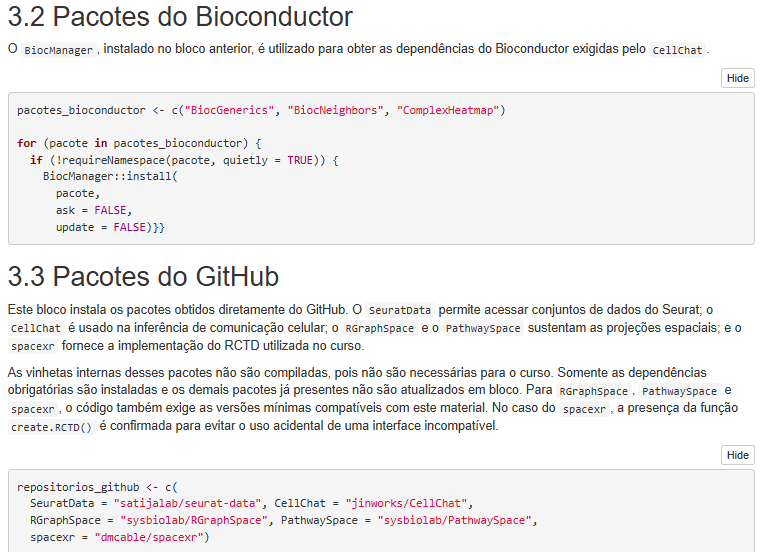 3.2 Pacotes do Bioconductor
O BiocManager, instalado no bloco anterior, é utilizado para obter as dependências do Bioconductor exigidas pelo CellChat.
Hide
pacotes_bioconductor <- c("BiocGenerics", "BiocNeighbors", "ComplexHeatmap")
for (pacote in pacotes_bioconductor) {
  if (!requireNamespace(pacote, quietly = TRUE)) {
    BiocManager::install(
      pacote,
      ask = FALSE,
      update = FALSE)}}
3.3 Pacotes do GitHub
Este bloco instala os pacotes obtidos diretamente do GitHub. O SeuratData permite acessar conjuntos de dados do Seurat; o
CellChat é usado na inferência de comunicação celular; o RGraphSpace e o PathwaySpace sustentam as projeções espaciais; e o
spacexr fornece a implementação do RCTD utilizada no curso.
As vinhetas internas desses pacotes não são compiladas, pois não são necessárias para o curso. Somente as dependências
obrigatórias são instaladas e os demais pacotes já presentes não são atualizados em bloco. Para RGraphSpace, PathwaySpace e
spacexr, o código também exige as versões mínimas compatíveis com este material. No caso do spacexr, a presença da função
create.RCTD() é confirmada para evitar o uso acidental de uma interface incompatível.
Hide
repositorios_github <- c(
  SeuratData = "satijalab/seurat-data", CellChat = "jinworks/CellChat",
  RGraphSpace = "sysbiolab/RGraphSpace", PathwaySpace = "sysbiolab/PathwaySpace",
  spacexr = "dmcable/spacexr")